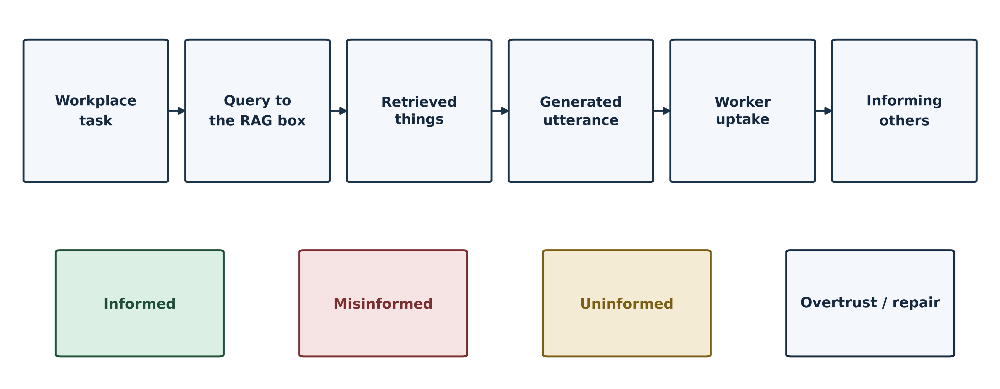 Workplace
task
Query to
the RAG box
Retrieved
things
Generated
utterance
Worker
uptake
Informing
others
Informed
Misinformed
Uninformed
Overtrust / repair